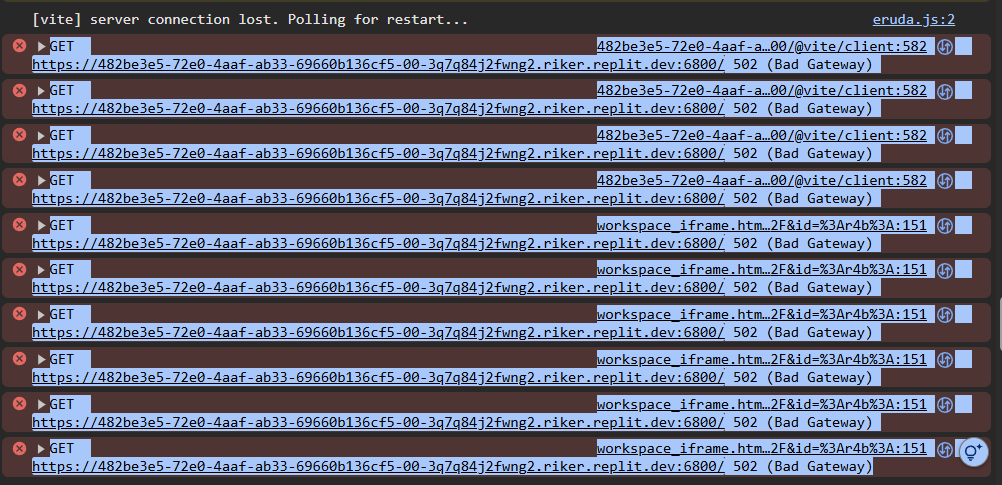 [vite] server connection lost. Polling for restart... eruda.js:2
GET 482be3e5-72e0-4aaf-a…00/@vite/client:582
https://482be3e5-72e0-4aaf-ab33-69660b136cf5-00-3q7q84j2fwng2.riker.replit.dev:6800/ 502 (Bad Gateway)
GET 482be3e5-72e0-4aaf-a…00/@vite/client:582
https://482be3e5-72e0-4aaf-ab33-69660b136cf5-00-3q7q84j2fwng2.riker.replit.dev:6800/ 502 (Bad Gateway)
GET 482be3e5-72e0-4aaf-a…00/@vite/client:582
https://482be3e5-72e0-4aaf-ab33-69660b136cf5-00-3q7q84j2fwng2.riker.replit.dev:6800/ 502 (Bad Gateway)
GET 482be3e5-72e0-4aaf-a…00/@vite/client:582
https://482be3e5-72e0-4aaf-ab33-69660b136cf5-00-3q7q84j2fwng2.riker.replit.dev:6800/ 502 (Bad Gateway)
GET workspace_iframe.htm…2F&id=%3Ar4b%3A:151
https://482be3e5-72e0-4aaf-ab33-69660b136cf5-00-3q7q84j2fwng2.riker.replit.dev:6800/ 502 (Bad Gateway)
GET workspace_iframe.htm…2F&id=%3Ar4b%3A:151
https://482be3e5-72e0-4aaf-ab33-69660b136cf5-00-3q7q84j2fwng2.riker.replit.dev:6800/ 502 (Bad Gateway)
GET workspace_iframe.htm…2F&id=%3Ar4b%3A:151
https://482be3e5-72e0-4aaf-ab33-69660b136cf5-00-3q7q84j2fwng2.riker.replit.dev:6800/ 502 (Bad Gateway)
GET workspace_iframe.htm…2F&id=%3Ar4b%3A:151
https://482be3e5-72e0-4aaf-ab33-69660b136cf5-00-3q7q84j2fwng2.riker.replit.dev:6800/ 502 (Bad Gateway)
GET workspace_iframe.htm…2F&id=%3Ar4b%3A:151
https://482be3e5-72e0-4aaf-ab33-69660b136cf5-00-3q7q84j2fwng2.riker.replit.dev:6800/ 502 (Bad Gateway)
GET workspace_iframe.htm…2F&id=%3Ar4b%3A:151
https://482be3e5-72e0-4aaf-ab33-69660b136cf5-00-3q7q84j2fwng2.riker.replit.dev:6800/ 502 (Bad Gateway)